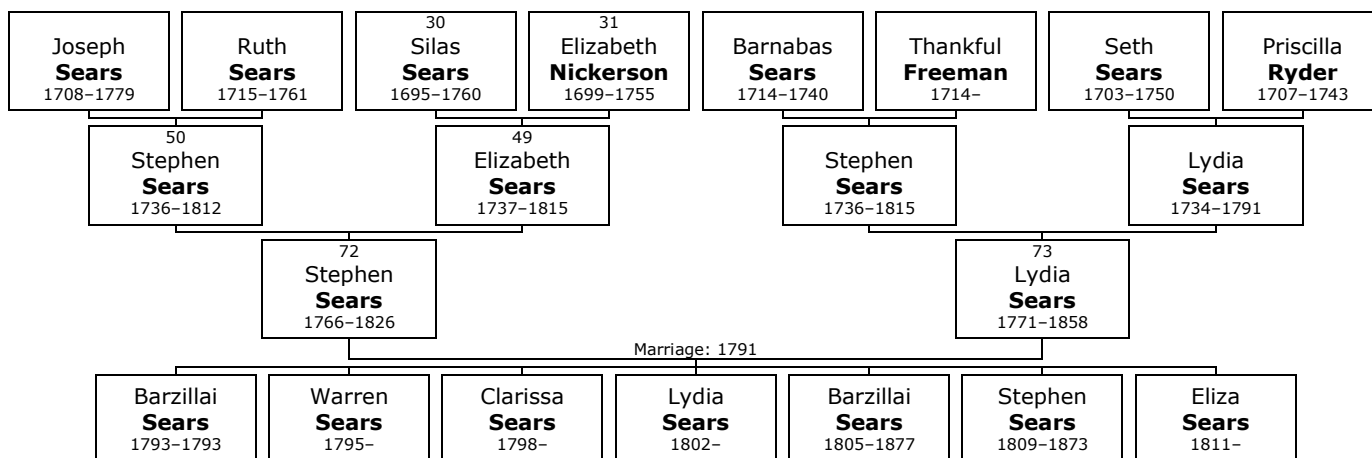 Joseph
Sears
1708–1779
Ruth
Sears
1715–1761
30
Silas
Sears
1695–1760
31
Elizabeth
Nickerson
1699–1755
Barnabas
Sears
1714–1740
Thankful
Freeman
1714–
Seth
Sears
1703–1750
Priscilla
Ryder
1707–1743
50
Stephen
Sears
1736–1812
49
Elizabeth
Sears
1737–1815
Stephen
Sears
1736–1815
Lydia
Sears
1734–1791
72
Stephen
Sears
1766–1826
73
Lydia
Sears
1771–1858
Marriage: 1791
Barzillai
Sears
1793–1793
Warren
Sears
1795–
Clarissa
Sears
1798–
Lydia
Sears
1802–
Barzillai
Sears
1805–1877
Stephen
Sears
1809–1873
Eliza
Sears
1811–